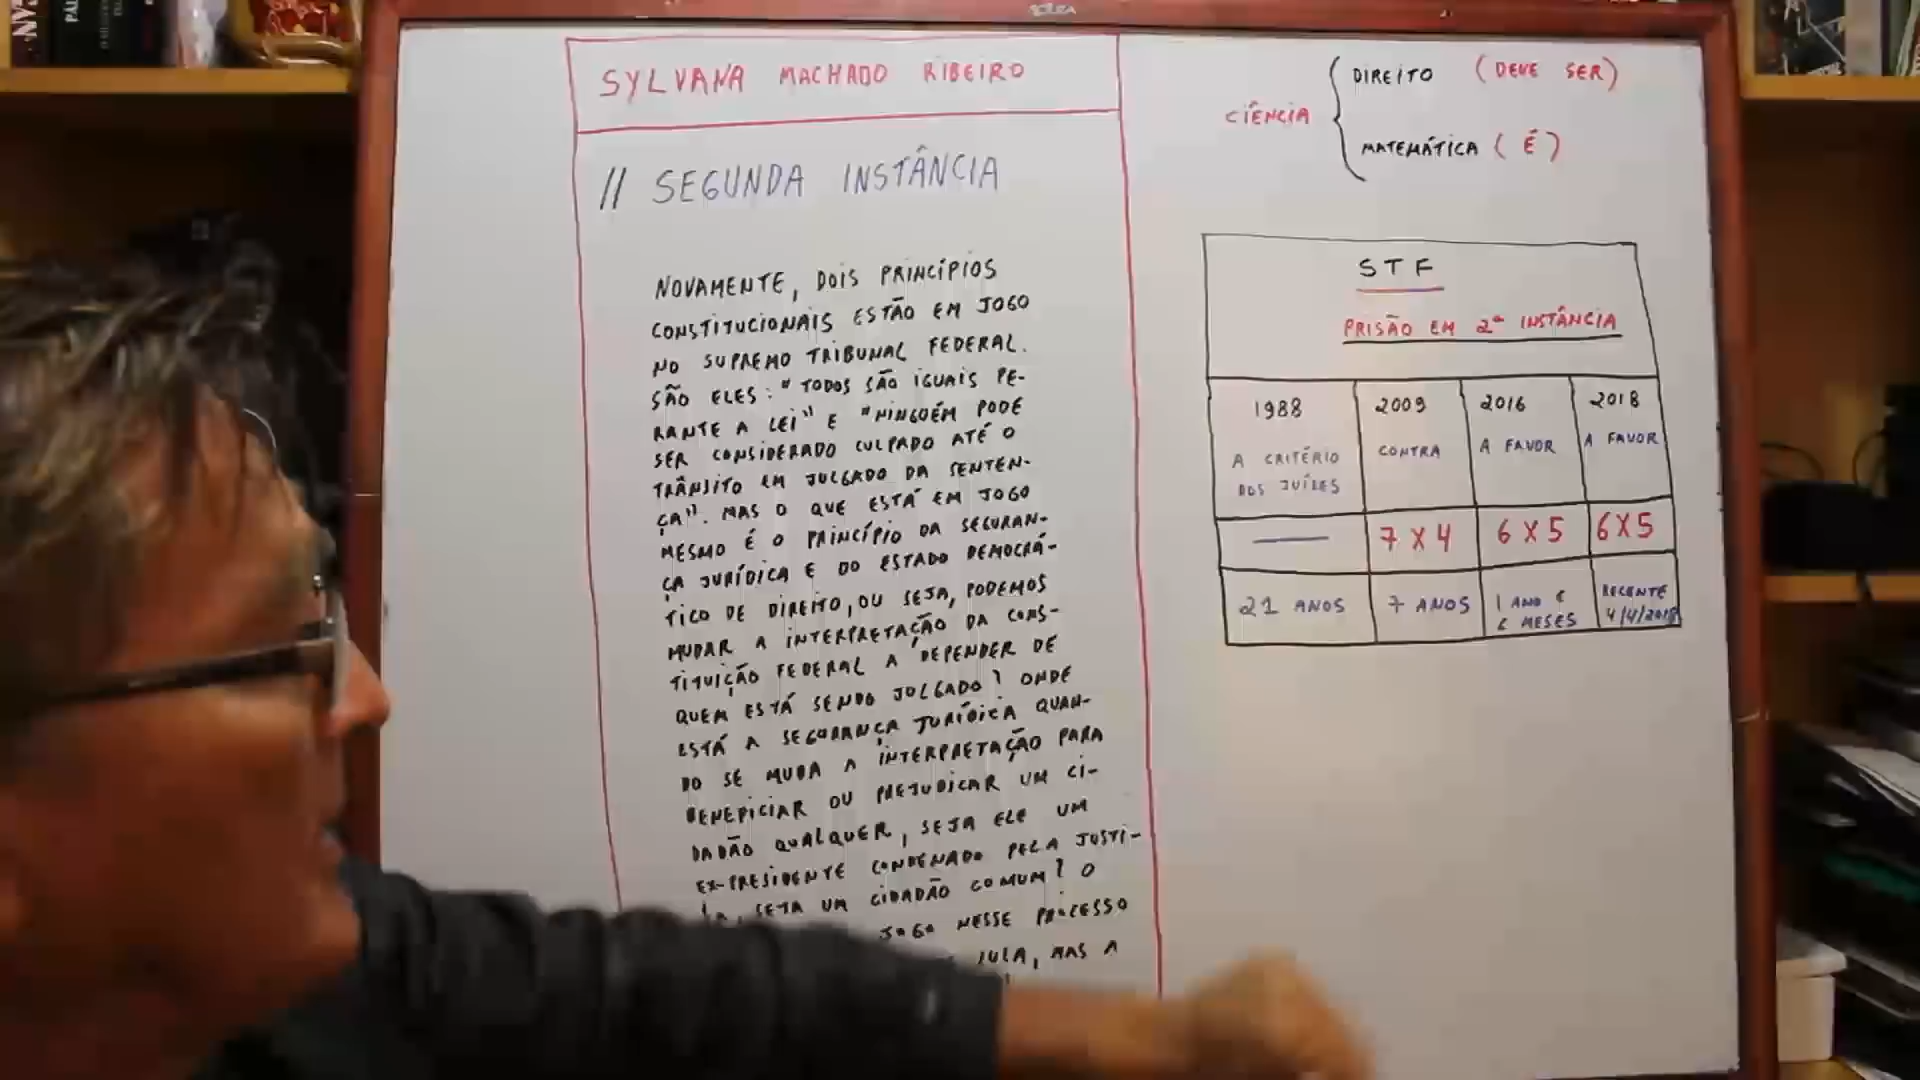 SYLVANA MACHADO RIBEIRO
// SEGUNDA INSTÂNCIA
NOVAMENTE, DOIS PRINCÍPIOS
CONSTITUCIONAIS ESTÃO EM JOGO
NO SUPREMO TRIBUNAL FEDERAL.
SÃO ELES: "TODOS SÃO IGUAIS PE-
RANTE A LEI" E "NINGUÉM PODE
SER CONSIDERADO CULPADO ATÉ O
TRÂNSITO EM JULGADO DA SENTEN-
ÇA". MAS O QUE ESTÁ EM JOGO
MESMO É O PRINCÍPIO DA SEGURAN-
ÇA JURÍDICA E DO ESTADO DEMOCRÁ-
TICO DE DIREITO, OU SEJA, PODEMOS
MUDAR A INTERPRETAÇÃO DA CONS-
TITUIÇÃO FEDERAL A DEPENDER DE
QUEM ESTÁ SENDO JULGADO? ONDE
ESTÁ A SEGURANÇA JURÍDICA QUAN-
DO SE MUDA A INTERPRETAÇÃO PARA
BENEFICIAR OU PREJUDICAR UM CI-
DADÃO QUALQUER, SEJA ELE UM
EX-PRESIDENTE CONDENADO PELA JUSTI-
ÇA, SEJA UM CIDADÃO COMUM? O
JOGO NESSE PROCESSO
LULA, MAS A
CIÊNCIA
DIREITO (DEVE SER)
MATEMÁTICA (É)
STF
PRISÃO EM 2ª INSTÂNCIA
1988 2009 2016 2018
A CRITÉRIO DOS JUÍZES CONTRA A FAVOR A FAVOR
7 X 4 6 X 5 6 X 5
21 ANOS 7 ANOS 1 ANO E 6 MESES RECENTE 4/4/2018